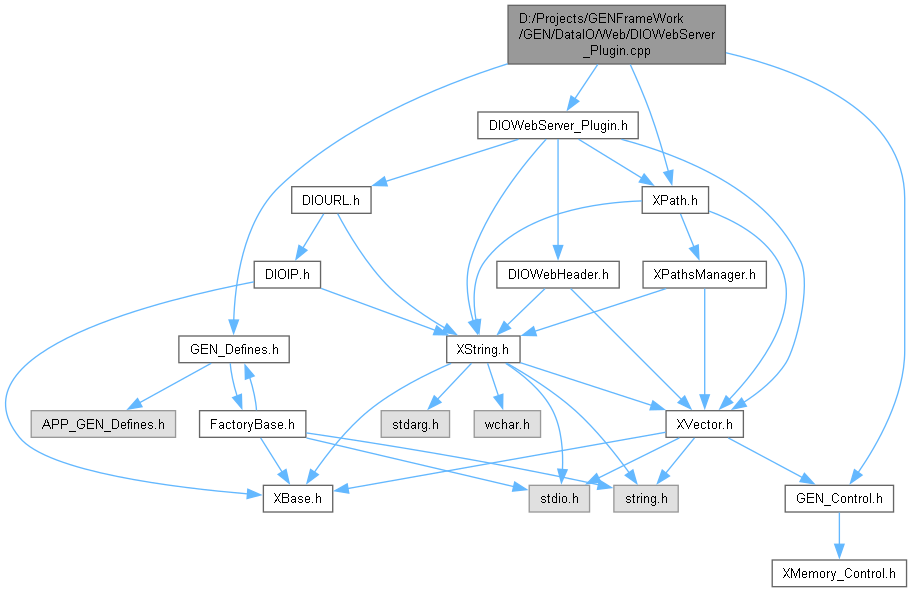 D:/Projects/GENFrameWork
/GEN/DataIO/Web/DIOWebServer
_Plugin.cpp
DIOWebServer_Plugin.h
DIOURL.h
XPath.h
DIOIP.h
DIOWebHeader.h
XPathsManager.h
GEN_Defines.h
XString.h
APP_GEN_Defines.h
FactoryBase.h
stdarg.h
wchar.h
XVector.h
XBase.h
stdio.h
string.h
GEN_Control.h
XMemory_Control.h